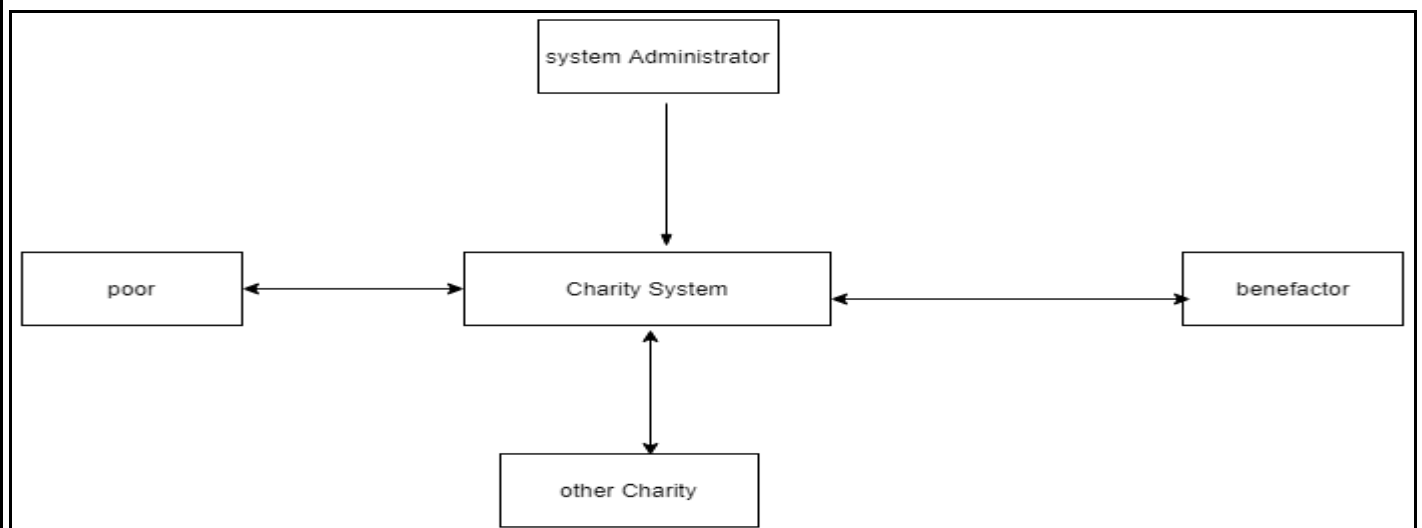 system Administrator
poor
Charity System
benefactor
other Charity